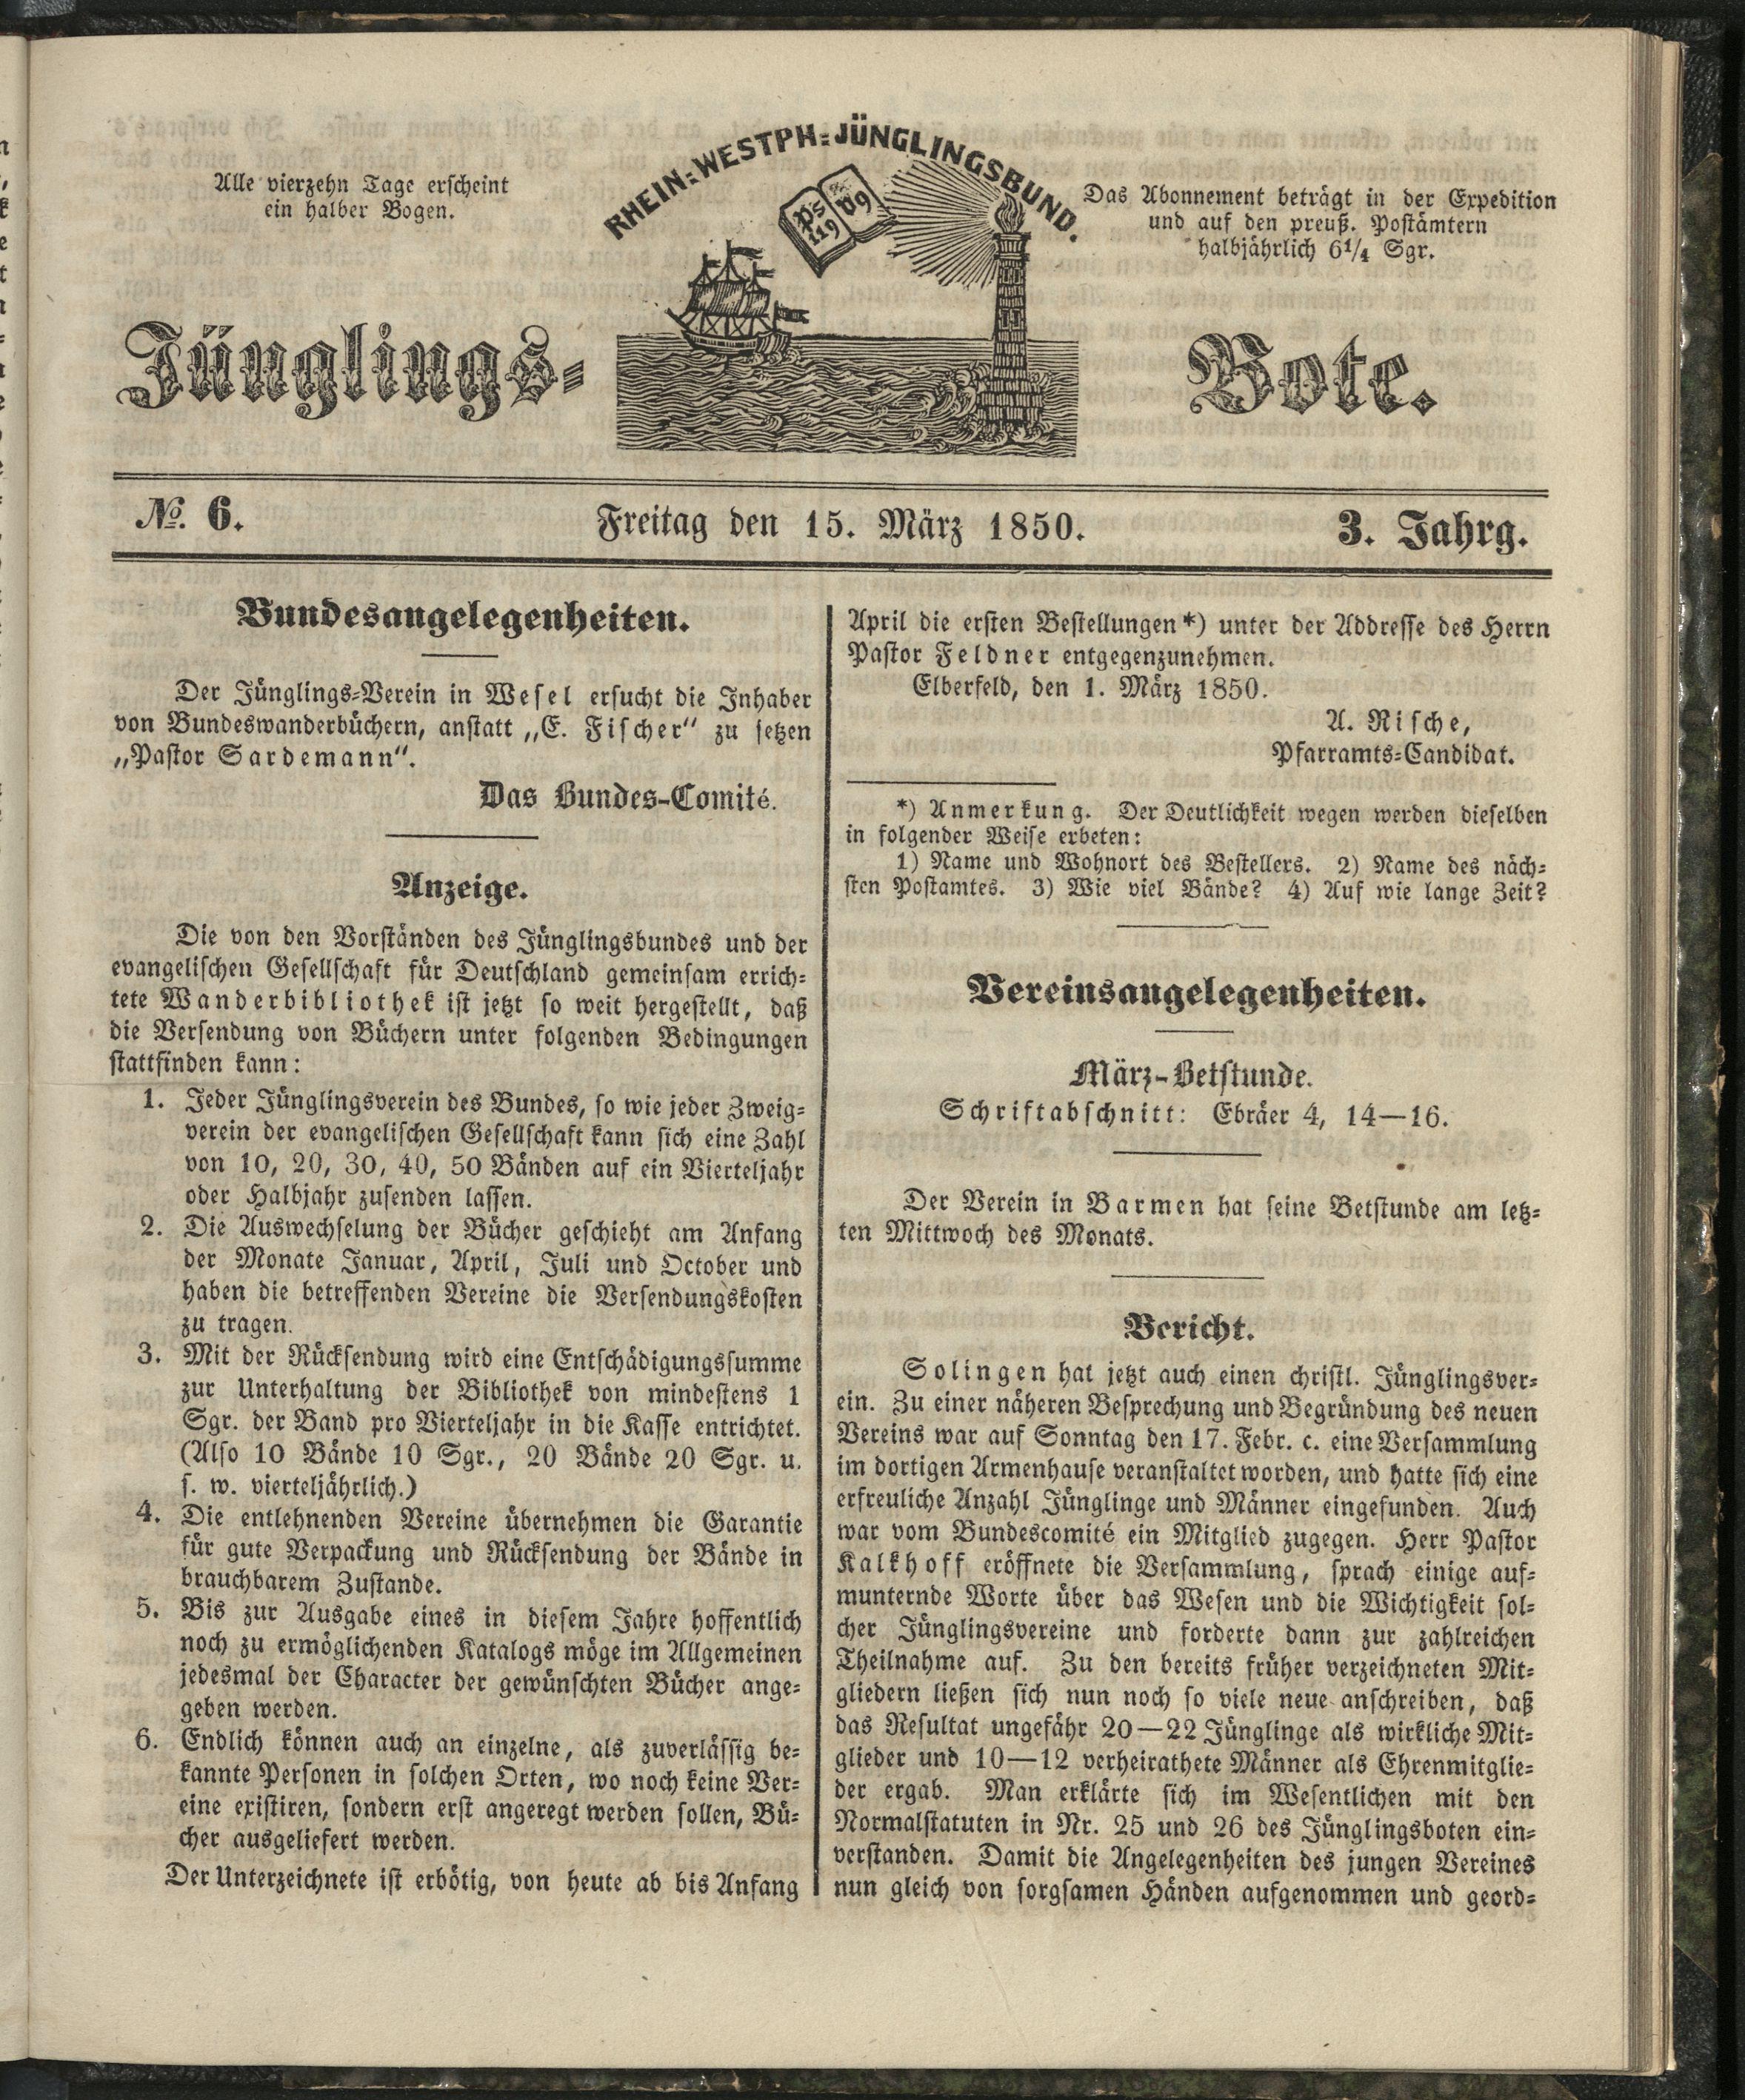 Alle vierzehn Tage erscheint
ein halber Bogen.
RHEIN=WESTPH=JÜNGLINGSBUND.
Ps 119
v9
Das Abonnement beträgt in der Expedition
und auf den preuß. Postämtern
halbjährlich 6¼ Sgr.
Jünglings=Bote.
No. 6.
Freitag den 15. März 1850.
3. Jahrg.
Bundesangelegenheiten.
Der Jünglings=Verein in Wesel ersucht die Inhaber
von Bundeswanderbüchern, anstatt „E. Fischer“ zu setzen
„Pastor Sardemann“.
Das Bundes-Comité.
Anzeige.
Die von den Vorständen des Jünglingsbundes und der
evangelischen Gesellschaft für Deutschland gemeinsam errich=
tete Wanderbibliothek ist jetzt so weit hergestellt, daß
die Versendung von Büchern unter folgenden Bedingungen
stattfinden kann:
1. Jeder Jünglingsverein des Bundes, so wie jeder Zweig=
verein der evangelischen Gesellschaft kann sich eine Zahl
von 10, 20, 30, 40, 50 Bänden auf ein Vierteljahr
oder Halbjahr zusenden lassen.
2. Die Auswechselung der Bücher geschieht am Anfang
der Monate Januar, April, Juli und October und
haben die betreffenden Vereine die Versendungskosten
zu tragen.
3. Mit der Rücksendung wird eine Entschädigungssumme
zur Unterhaltung der Bibliothek von mindestens 1
Sgr. der Band pro Vierteljahr in die Kasse entrichtet.
(Also 10 Bände 10 Sgr., 20 Bände 20 Sgr. u.
s. w. vierteljährlich.)
4. Die entlehnenden Vereine übernehmen die Garantie
für gute Verpackung und Rücksendung der Bände in
brauchbarem Zustande.
5. Bis zur Ausgabe eines in diesem Jahre hoffentlich
noch zu ermöglichenden Katalogs möge im Allgemeinen
jedesmal der Character der gewünschten Bücher ange=
geben werden.
6. Endlich können auch an einzelne, als zuverlässig be=
kannte Personen in solchen Orten, wo noch keine Ver=
eine existiren, sondern erst angeregt werden sollen, Bü=
cher ausgeliefert werden.
Der Unterzeichnete ist erbötig, von heute ab bis Anfang
April die ersten Bestellungen*) unter der Addresse des Herrn
Pastor Feldner entgegenzunehmen.
Elberfeld, den 1. März 1850.
A. Rische,
Pfarramts=Candidat.
*) Anmerkung. Der Deutlichkeit wegen werden dieselben
in folgender Weise erbeten:
1) Name und Wohnort des Bestellers. 2) Name des näch=
sten Postamtes. 3) Wie viel Bände? 4) Auf wie lange Zeit?
Vereinsangelegenheiten.
März-Betstunde.
Schriftabschnitt: Ebräer 4, 14—16.
Der Verein in Barmen hat seine Betstunde am letz=
ten Mittwoch des Monats.
Bericht.
Solingen hat jetzt auch einen christl. Jünglingsver=
ein. Zu einer näheren Besprechung und Begründung des neuen
Vereins war auf Sonntag den 17. Febr. c. eine Versammlung
im dortigen Armenhause veranstaltet worden, und hatte sich eine
erfreuliche Anzahl Jünglinge und Männer eingefunden. Auch
war vom Bundescomité ein Mitglied zugegen. Herr Pastor
Kalkhoff eröffnete die Versammlung, sprach einige auf=
munternde Worte über das Wesen und die Wichtigkeit sol=
cher Jünglingsvereine und forderte dann zur zahlreichen
Theilnahme auf. Zu den bereits früher verzeichneten Mit=
gliedern ließen sich nun noch so viele neue anschreiben, daß
das Resultat ungefähr 20—22 Jünglinge als wirkliche Mit=
glieder und 10—12 verheirathete Männer als Ehrenmitglie=
der ergab. Man erklärte sich im Wesentlichen mit den
Normalstatuten in Nr. 25 und 26 des Jünglingsboten ein=
verstanden. Damit die Angelegenheiten des jungen Vereines
nun gleich von sorgsamen Händen aufgenommen und geord=